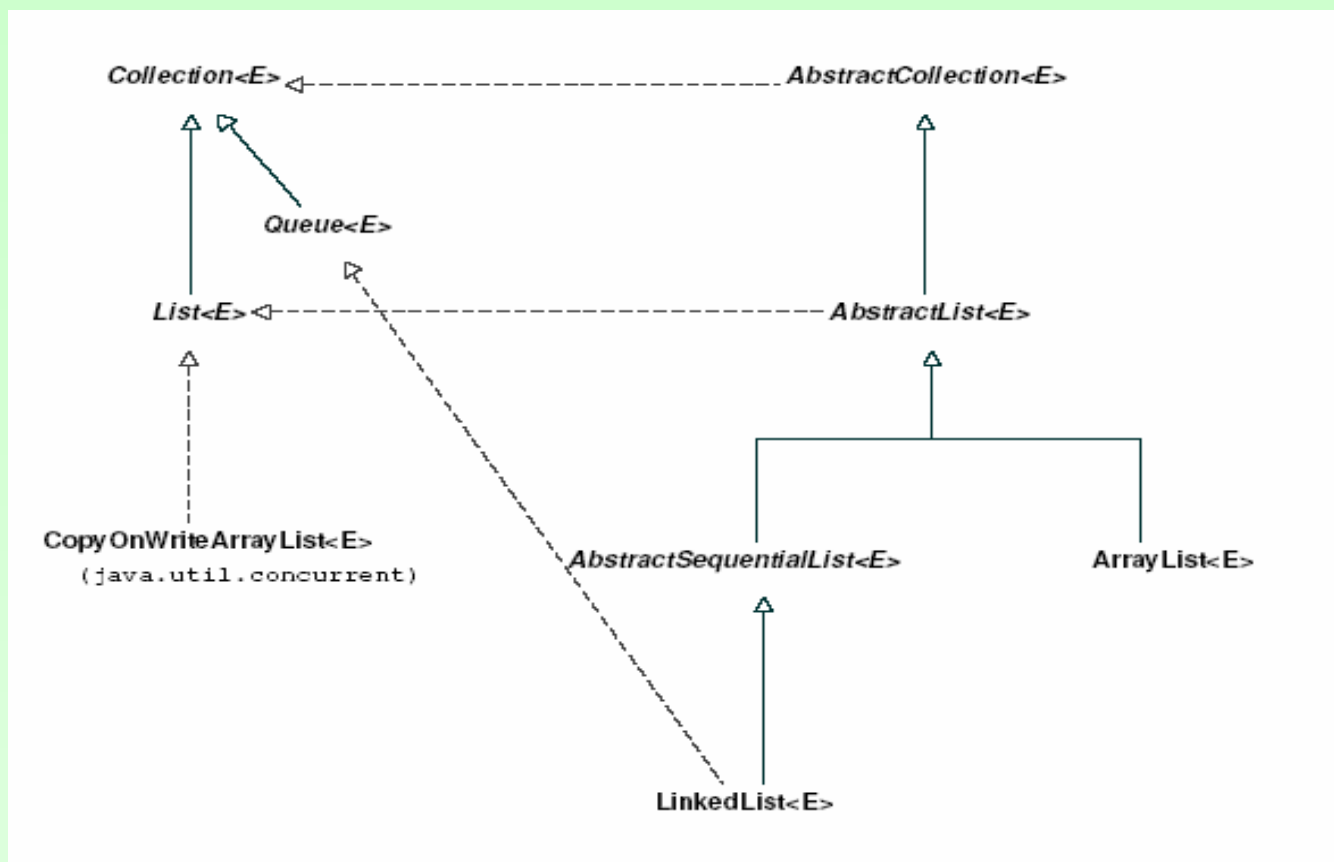 Collection<E>
AbstractCollection<E>
Queue<E>
List<E>
AbstractList<E>
CopyOnWriteArrayList<E>
(java.util.concurrent)
AbstractSequentialList<E>
ArrayList<E>
LinkedList<E>